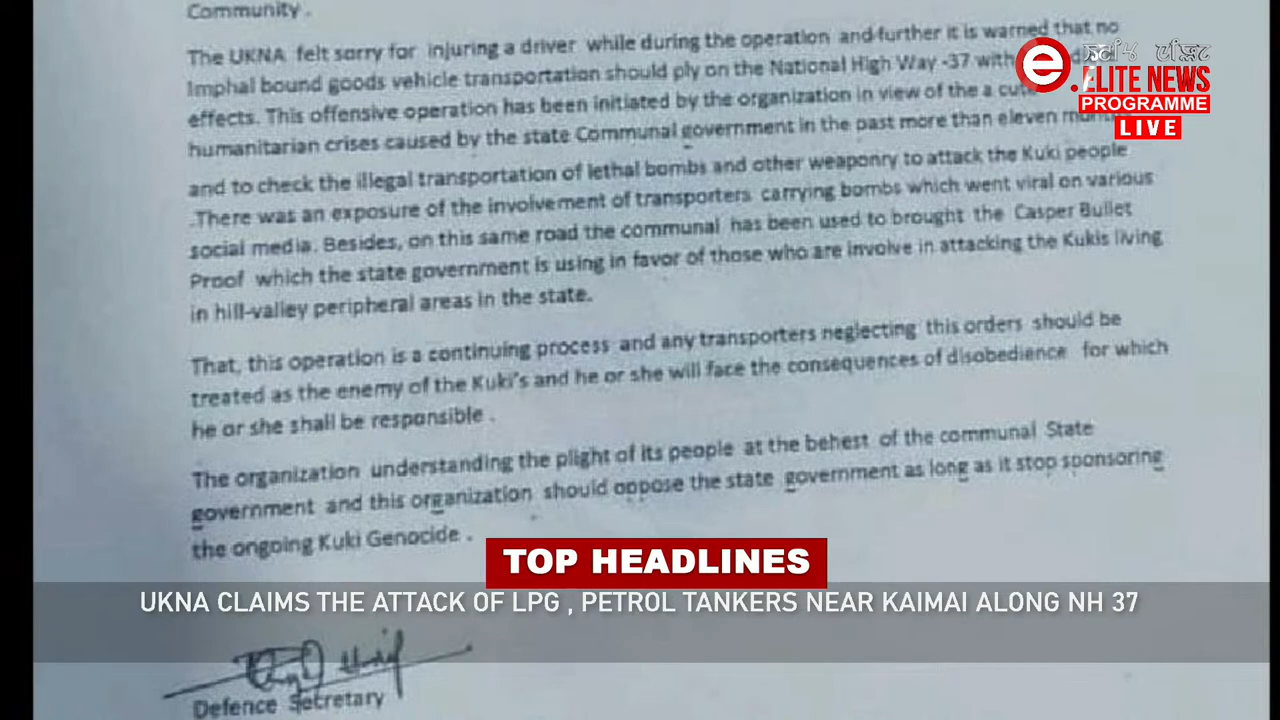 Community .
The UKNA felt sorry for injuring a driver while during the operation and further it is warned that no
Imphal bound goods vehicle transportation should ply on the National High Way -37 with
effects. This offensive operation has been initiated by the organization in view of the a
humanitarian crises caused by the state Communal government in the past more than eleven
and to check the illegal transportation of lethal bombs and other weaponry to attack the Kuki people
.There was an exposure of the involvement of transporters carrying bombs which went viral on various
social media. Besides, on this same road the communal has been used to brought the Casper Bullet
Proof which the state government is using in favor of those who are involve in attacking the Kukis living
in hill-valley peripheral areas in the state.
That, this operation is a continuing process and any transporters neglecting this orders should be
treated as the enemy of the Kuki's and he or she will face the consequences of disobedience for which
he or she shall be responsible .
The organization understanding the plight of its people at the behest of the communal State
government and this organization should oppose the state government as long as it stop sponsoring
the ongoing Kuki Genocide .
Defence Secretary
e.
ELITE NEWS
PROGRAMME
LIVE
TOP HEADLINES
UKNA CLAIMS THE ATTACK OF LPG , PETROL TANKERS NEAR KAIMAI ALONG NH 37